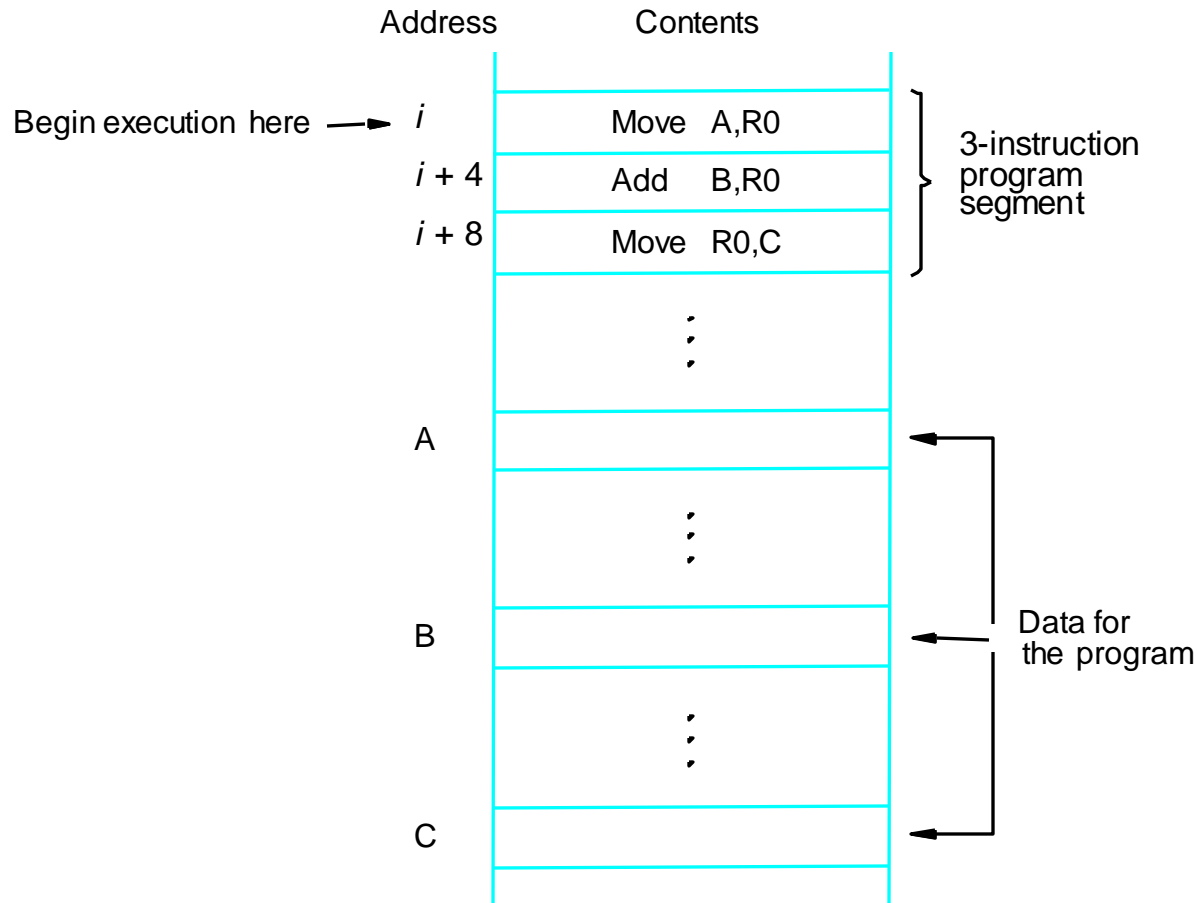 Address Contents
Begin execution here i Move A,R0
i + 4 Add B,R0
i + 8 Move R0,C
3-instruction
program
segment
A
B
C
Data for
the program